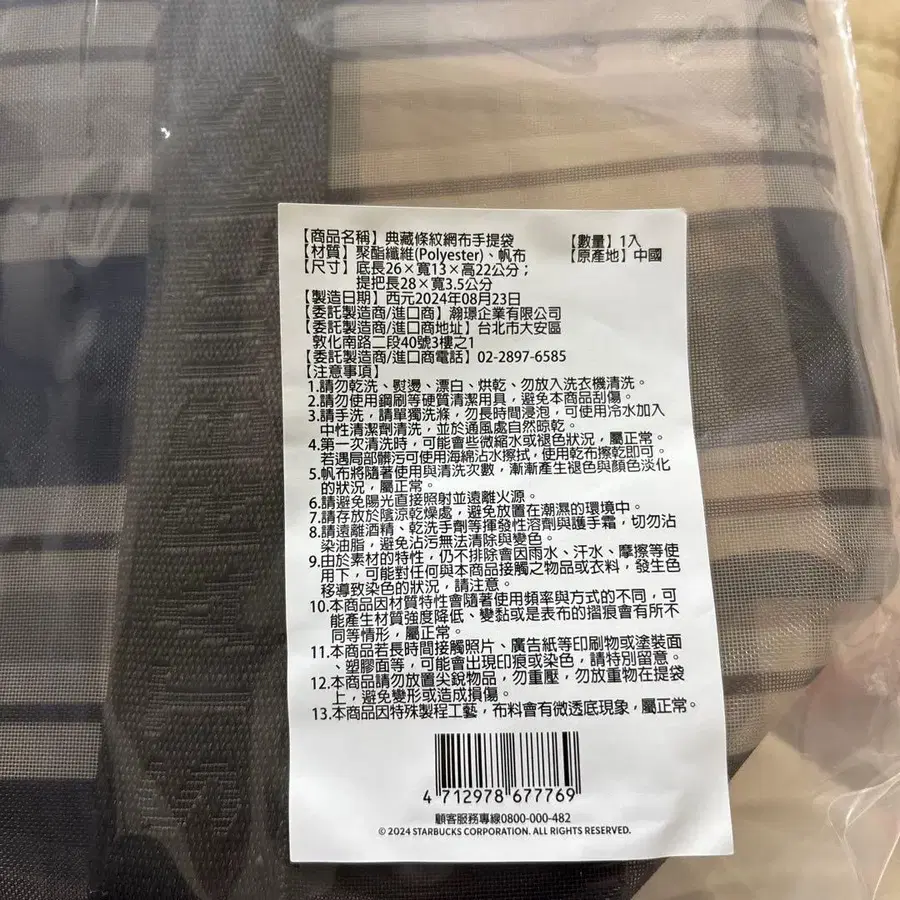 【商品名稱】典藏條紋網布手提袋 【數量】1入
【材質】聚酯纖維(Polyester)、帆布 【原產地】中國
【尺寸】底長26×寬13×高22公分；
提把長28×寬3.5公分
【製造日期】西元2024年08月23日
【委託製造商/進口商】瀚璟企業有限公司
【委託製造商/進口商地址】台北市大安區
敦化南路二段40號3樓之1
【委託製造商/進口商電話】02-2897-6585
【注意事項】
1.請勿乾洗、熨燙、漂白、烘乾、勿放入洗衣機清洗。
2.請勿使用鋼刷等硬質清潔用具，避免本商品刮傷。
3.請手洗，請單獨洗滌，勿長時間浸泡，可使用冷水加入
中性清潔劑清洗，並於通風處自然晾乾。
4.第一次清洗時，可能會些微縮水或褪色狀況，屬正常。
若遇局部髒污可使用海綿沾水擦拭，使用乾布擦乾即可。
5.帆布將隨著使用與清洗次數，漸漸產生褪色與顏色淡化
的狀況，屬正常。
6.請避免陽光直接照射並遠離火源。
7.請存放於陰涼乾燥處，避免放置在潮濕的環境中。
8.請遠離酒精、乾洗手劑等揮發性溶劑與護手霜，切勿沾
染油脂，避免沾污無法清除與變色。
9.由於素材的特性，仍不排除會因雨水、汗水、摩擦等使
用下，可能對任何與本商品接觸之物品或衣料，發生色
移導致染色的狀況，請注意。
10.本商品因材質特性會隨著使用頻率與方式的不同，可
能產生材質強度降低、變黏或是表布的摺痕會有所不
同等情形，屬正常。
11.本商品若長時間接觸照片、廣告紙等印刷物或塗裝面
、塑膠面等，可能會出現印痕或染色，請特別留意。
12.本商品請勿放置尖銳物品，勿重壓，勿放重物在提袋
上，避免變形或造成損傷。
13.本商品因特殊製程工藝，布料會有微透底現象，屬正常。
4 712978 677769
顧客服務專線0800-000-482
© 2024 STARBUCKS CORPORATION. ALL RIGHTS RESERVED.